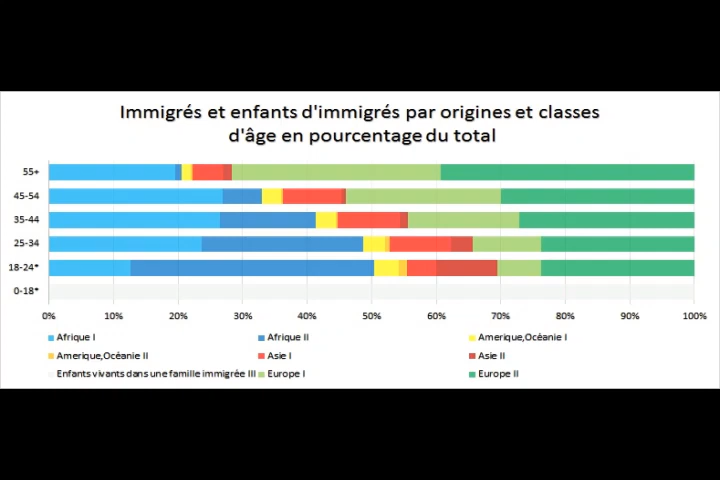 Immigrés et enfants d'immigrés par origines et classes
d'âge en pourcentage du total
55+
45-54
35-44
25-34
18-24*
0-18*
0% 10% 20% 30% 40% 50% 60% 70% 80% 90% 100%
Afrique I Afrique II Amerique,Océanie I
Amerique,Océanie II Asie I Asie II
Enfants vivants dans une famille immigrée III Europe I Europe II